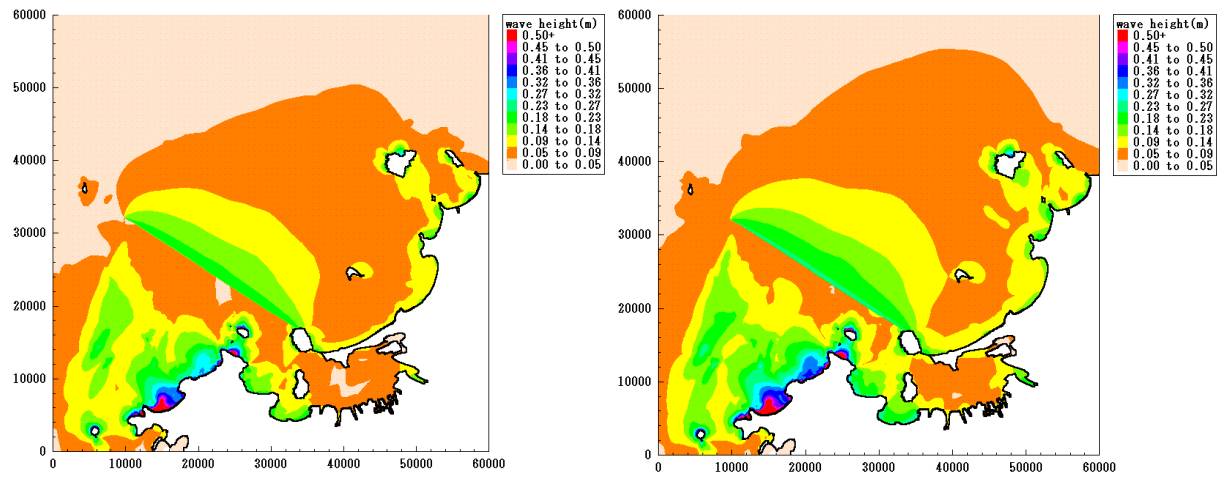 60000
50000
40000
30000
20000
10000
0
0 10000 20000 30000 40000 50000 60000
wave height(m)
0.50+
0.45 to 0.50
0.41 to 0.45
0.36 to 0.41
0.32 to 0.36
0.27 to 0.32
0.23 to 0.27
0.18 to 0.23
0.14 to 0.18
0.09 to 0.14
0.05 to 0.09
0.00 to 0.05
60000
50000
40000
30000
20000
10000
0
0 10000 20000 30000 40000 50000 60000
wave height(m)
0.50+
0.45 to 0.50
0.41 to 0.45
0.36 to 0.41
0.32 to 0.36
0.27 to 0.32
0.23 to 0.27
0.18 to 0.23
0.14 to 0.18
0.09 to 0.14
0.05 to 0.09
0.00 to 0.05